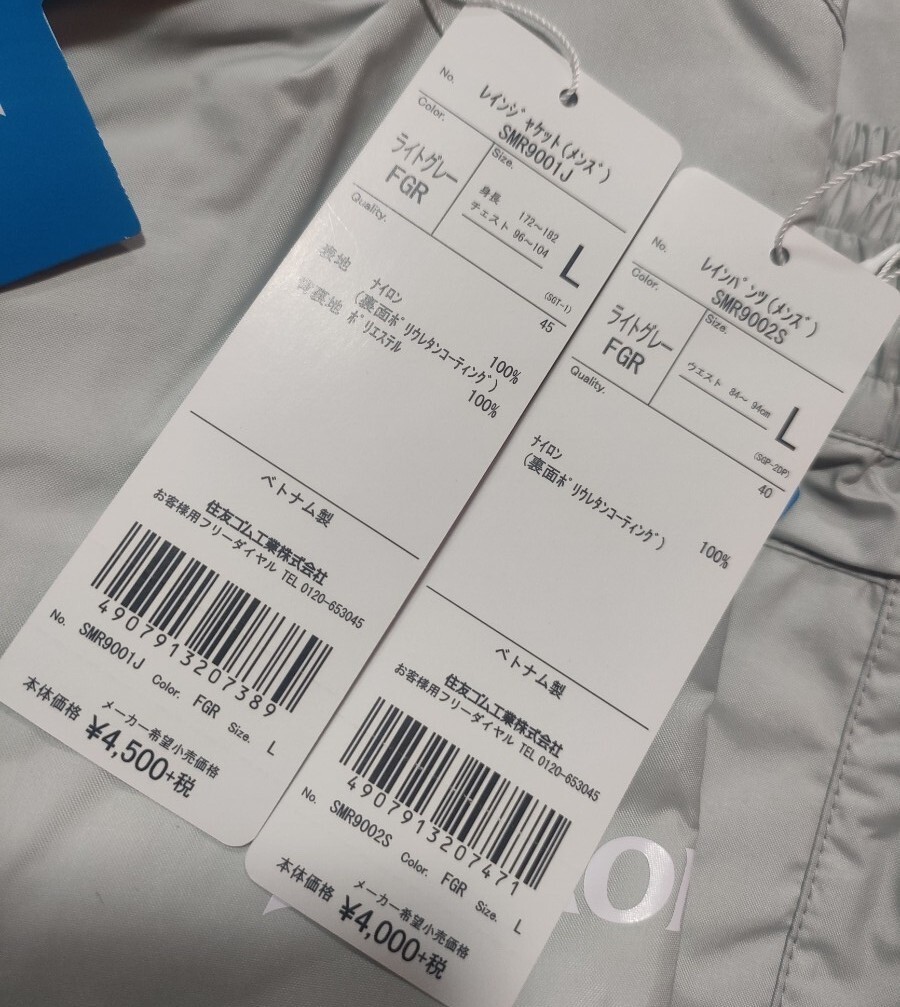 No.
レインジャケット(メンズ)
SMR9001J
Color.
ライトグレー
FGR
Size.
身長 172~182
チェスト 96~104
L
(SGT-1)
Quality.
45
表地 ナイロン 100%
(裏面ポリウレタンコーティング)
背裏地 ポリエステル 100%
ベトナム製
住友ゴム工業株式会社
お客様用フリーダイヤル TEL 0120-653045
4907913207389
No. SMR9001J Color. FGR Size. L
メーカー希望小売価格
本体価格 ¥4,500+税
No.
レインパンツ(メンズ)
SMR9002S
Color.
ライトグレー
FGR
Size.
ウエスト 84~ 94cm
L
(SGP-2DP)
Quality.
40
ナイロン 100%
(裏面ポリウレタンコーティング)
ベトナム製
住友ゴム工業株式会社
お客様用フリーダイヤル TEL 0120-653045
4907913207471
No. SMR9002S Color. FGR Size. L
メーカー希望小売価格
本体価格 ¥4,000+税